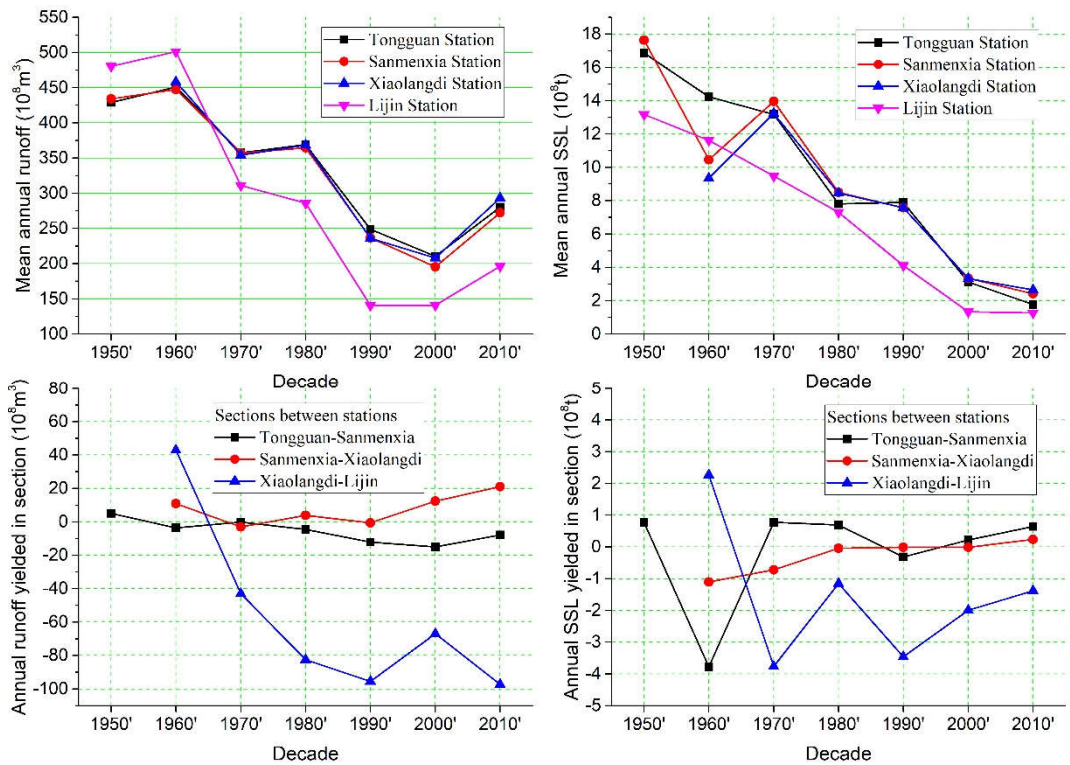 Mean annual runoff (10⁸m³)
550
500
450
400
350
300
250
200
150
100
Tongguan Station
Sanmenxia Station
Xiaolangdi Station
Lijin Station
1950' 1960' 1970' 1980' 1990' 2000' 2010'
Decade
Mean annual SSL (10⁸t)
18
16
14
12
10
8
6
4
2
0
Tongguan Station
Sanmenxia Station
Xiaolangdi Station
Lijin Station
1950' 1960' 1970' 1980' 1990' 2000' 2010'
Decade
Annual runoff yielded in section (10⁸m³)
80
60
40
20
0
-20
-40
-60
-80
-100
Sections between stations
Tongguan-Sanmenxia
Sanmenxia-Xiaolangdi
Xiaolangdi-Lijin
1950' 1960' 1970' 1980' 1990' 2000' 2010'
Decade
Annual SSL yielded in section (10⁸t)
5
4
3
2
1
0
-1
-2
-3
-4
-5
Sections between stations
Tongguan-Sanmenxia
Sanmenxia-Xiaolangdi
Xiaolangdi-Lijin
1950' 1960' 1970' 1980' 1990' 2000' 2010'
Decade